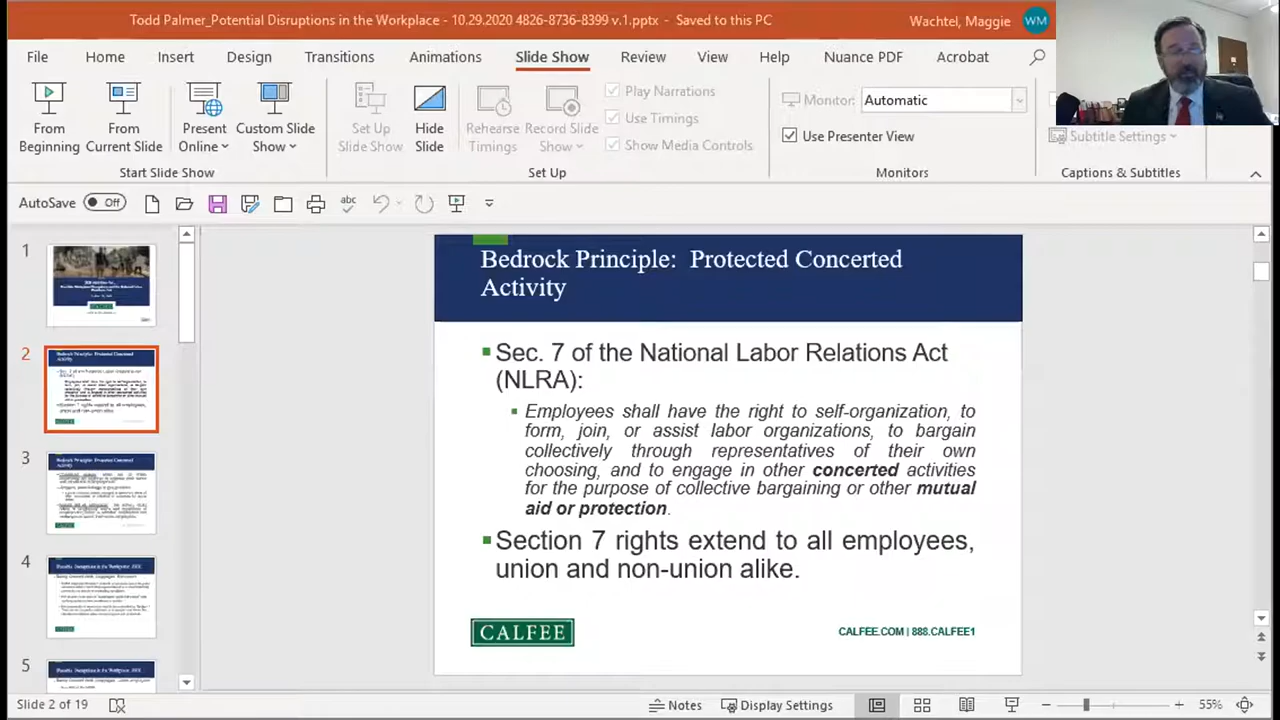 Todd Palmer_Potential Disruptions in the Workplace - 10.29.2020 4826-8736-8399 v.1.pptx - Saved to this PC
Wachtel, Maggie
WM
File Home Insert Design Transitions Animations Slide Show Review View Help Nuance PDF Acrobat
From Beginning
From Current Slide
Present Online
Custom Slide Show
Set Up Slide Show
Hide Slide
Rehearse Timings
Record Slide Show
Play Narrations
Use Timings
Show Media Controls
Monitor: Automatic
Use Presenter View
Subtitle Settings
Start Slide Show
Set Up
Monitors
Captions & Subtitles
AutoSave Off
abc
1
2
3
4
5
Bedrock Principle: Protected Concerted
Activity
Sec. 7 of the National Labor Relations Act
(NLRA):
Employees shall have the right to self-organization, to
form, join, or assist labor organizations, to bargain
collectively through representatives of their own
choosing, and to engage in other concerted activities
for the purpose of collective bargaining or other mutual
aid or protection.
Section 7 rights extend to all employees,
union and non-union alike.
CALFEE
CALFEE.COM | 888.CALFEE1
Slide 2 of 19
Notes
Display Settings
55%